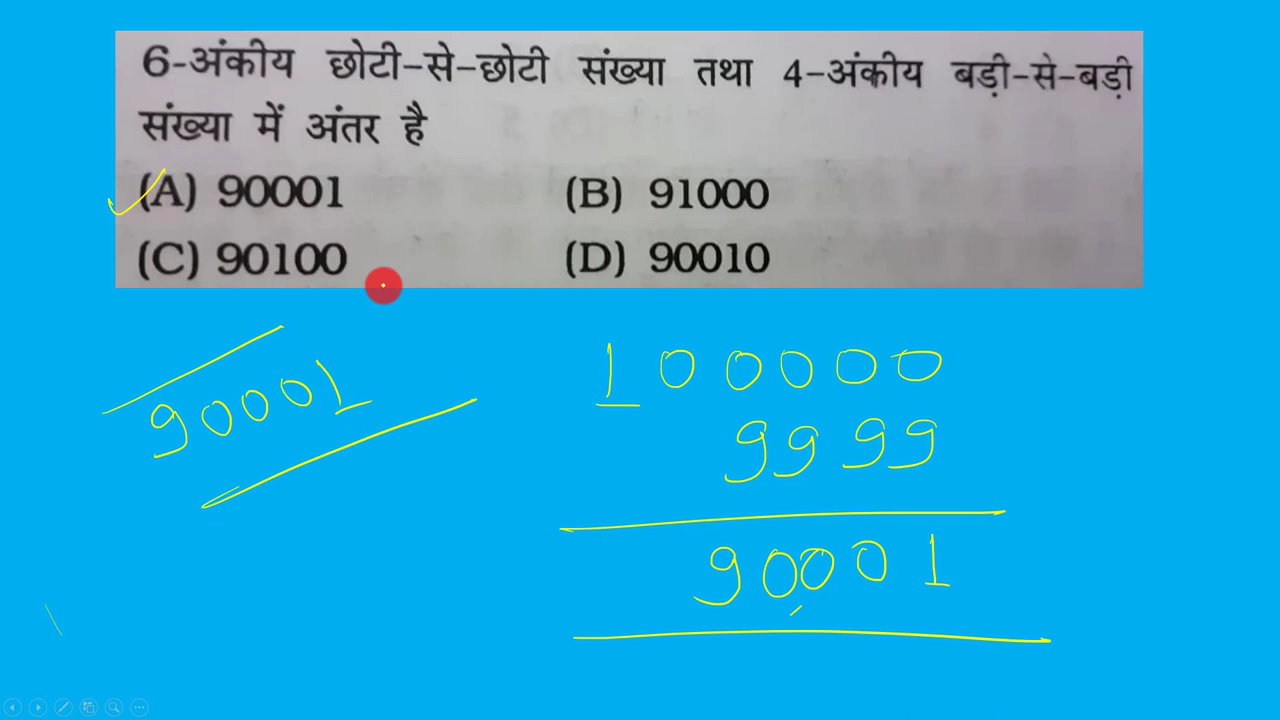 6-अंकीय छोटी-से-छोटी संख्या तथा 4-अंकीय बड़ी-से-बड़ी
संख्या में अंतर है
(A) 90001 (B) 91000
(C) 90100 (D) 90010
90001
100000
9999
90001